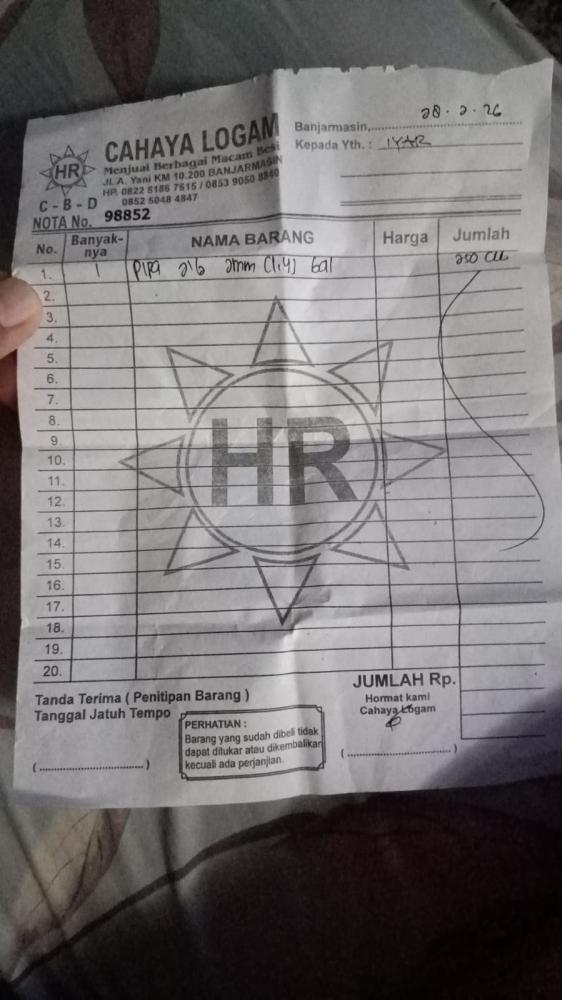 CAHAYA LOGAM
Menjual Berbagai Macam Besi
Jl. A. Yani KM 10.200 BANJARMASIN
HP. 0822 5186 7615 / 0853 9050 8840
0852 5048 4847
HR
C - B - D
NOTA No. 98852
Banjarmasin, 28 - 2 - 26
Kepada Yth. : IYAR
No. Banyak-nya NAMA BARANG Harga Jumlah
1. 1 pipa 2mm (1.4) gal 250
2.
3.
4.
5.
6.
7.
8.
9.
10.
11.
12.
13.
14.
15.
16.
17.
18.
19.
20.
HR
JUMLAH Rp.
Tanda Terima ( Penitipan Barang )
Tanggal Jatuh Tempo
PERHATIAN :
Barang yang sudah dibeli tidak
dapat ditukar atau dikembalikan
kecuali ada perjanjian.
Hormat kami
Cahaya Logam